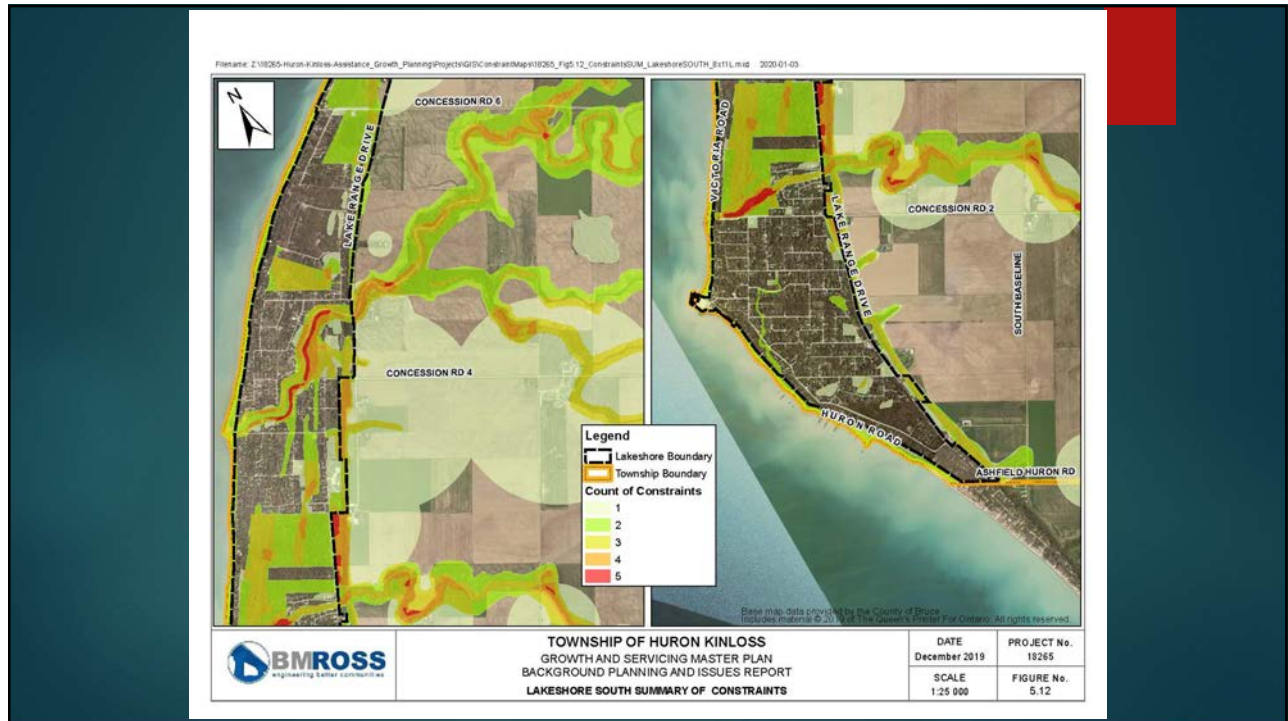 Filename: Z:\18265-Huron-Kinloss-Assistance_Growth_Planning\Projects\GIS\ConstraintMaps\18265_Fig5.12_ConstraintsSUM_LakeshoreSOUTH_8x11L.mxd 2020-01-03
N
CONCESSION RD 6
LAKE RANGE DRIVE
CONCESSION RD 4
VICTORIA ROAD
CONCESSION RD 2
LAKE RANGE DRIVE
SOUTH BASELINE
HURON ROAD
ASHFIELD HURON RD
Legend
Lakeshore Boundary
Township Boundary
Count of Constraints
1
2
3
4
5
Base map data provided by the County of Bruce
Includes material © 2019 of The Queen's Printer For Ontario. All rights reserved.
BMROSS
engineering better communities
TOWNSHIP OF HURON KINLOSS
GROWTH AND SERVICING MASTER PLAN
BACKGROUND PLANNING AND ISSUES REPORT
LAKESHORE SOUTH SUMMARY OF CONSTRAINTS
DATE
December 2019
PROJECT No.
18265
SCALE
1:25 000
FIGURE No.
5.12